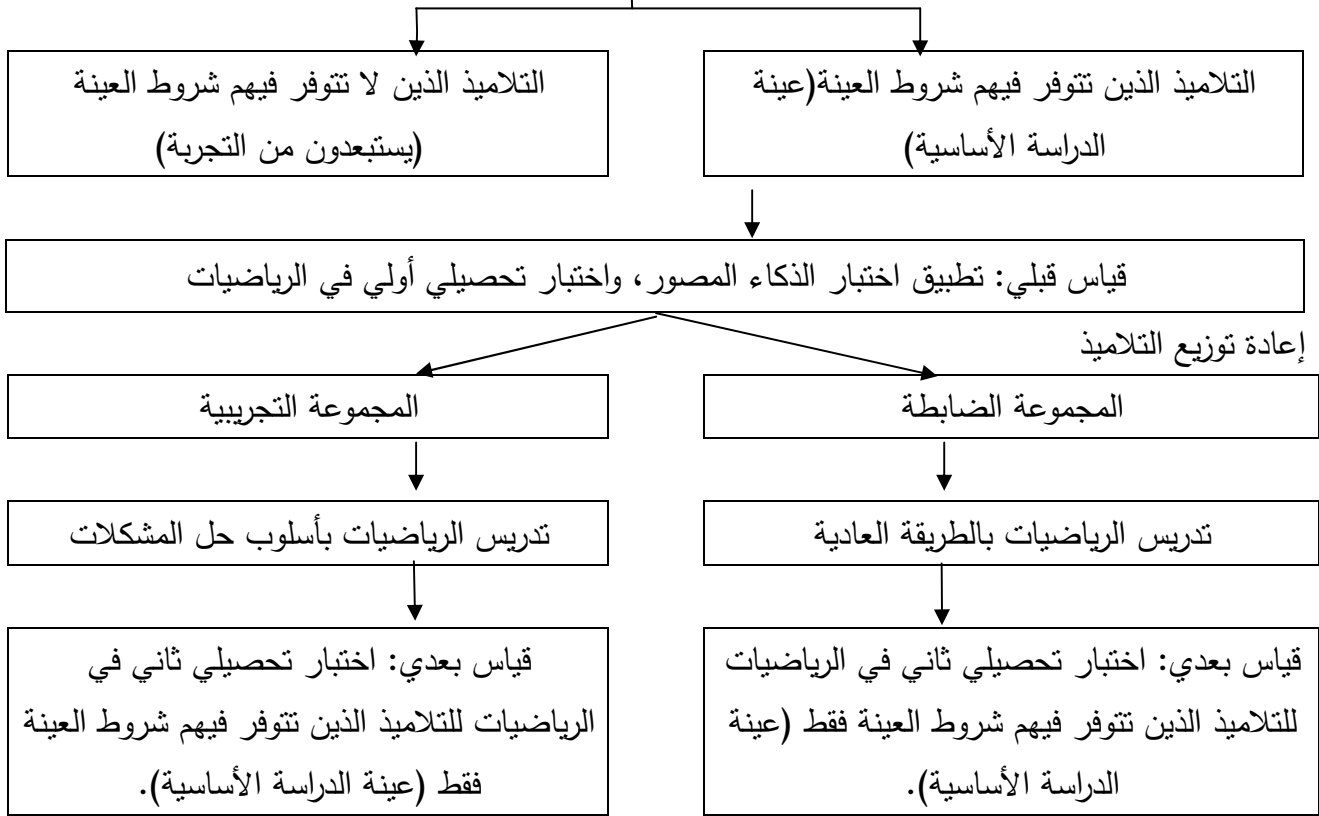 التلاميذ الذين تتوفر فيهم شروط العينة(عينة
الدراسة الأساسية)
التلاميذ الذين لا تتوفر فيهم شروط العينة
(يستبعدون من التجربة)
قياس قبلي: تطبيق اختبار الذكاء المصور، واختبار تحصيلي أولي في الرياضيات
إعادة توزيع التلاميذ
المجموعة الضابطة
المجموعة التجريبية
تدريس الرياضيات بالطريقة العادية
تدريس الرياضيات بأسلوب حل المشكلات
قياس بعدي: اختبار تحصيلي ثاني في الرياضيات
للتلاميذ الذين تتوفر فيهم شروط العينة فقط (عينة
الدراسة الأساسية).
قياس بعدي: اختبار تحصيلي ثاني في
الرياضيات للتلاميذ الذين تتوفر فيهم شروط العينة
فقط (عينة الدراسة الأساسية).